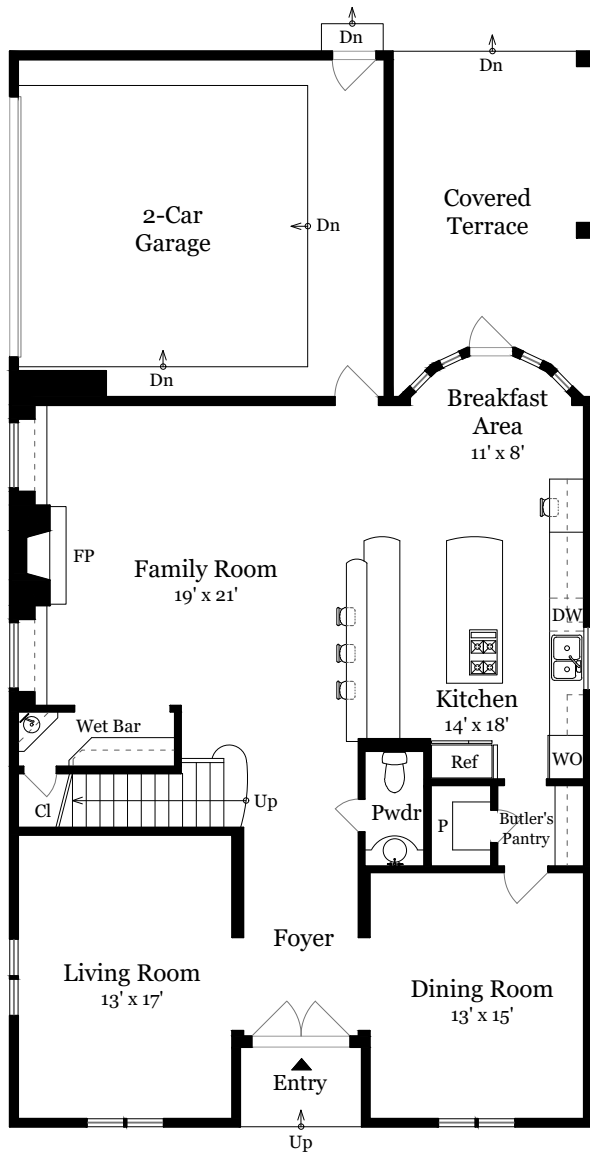 Dn
Dn
2-Car
Garage
Dn
Covered
Terrace
Dn
Breakfast
Area
11' x 8'
FP
Family Room
19' x 21'
DW
Kitchen
14' x 18'
Wet Bar
Ref
WO
Cl
Up
Pwdr
P
Butler's
Pantry
Foyer
Living Room
13' x 17'
Dining Room
13' x 15'
Entry
Up